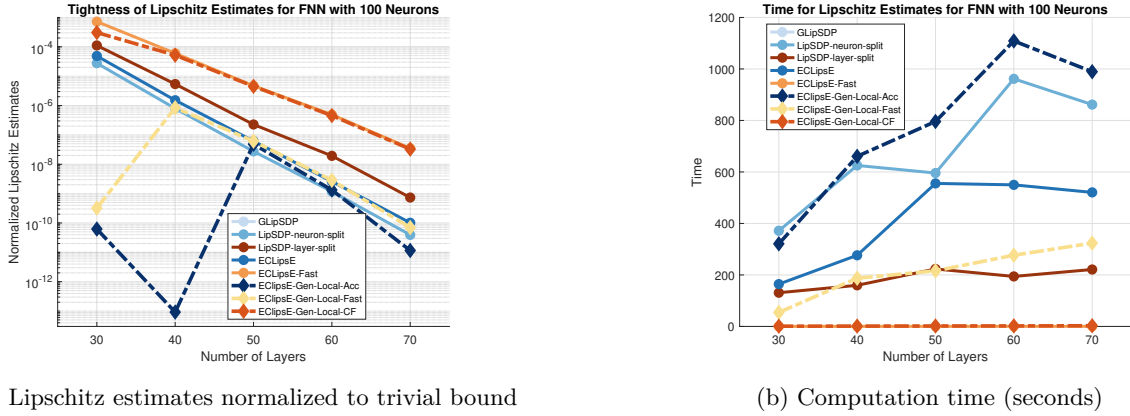 Tightness of Lipschitz Estimates for FNN with 100 Neurons
Normalized Lipschitz Estimates
10^-4
10^-6
10^-8
10^-10
10^-12
GLipSDP
LipSDP-neuron-split
LipSDP-layer-split
ECLipsE
ECLipsE-Fast
EClipsE-Gen-Local-Acc
EClipsE-Gen-Local-Fast
EClipsE-Gen-Local-CF
30 40 50 60 70
Number of Layers
Lipschitz estimates normalized to trivial bound
Time for Lipschitz Estimates for FNN with 100 Neurons
Time
1200
1000
800
600
400
200
0
GLipSDP
LipSDP-neuron-split
LipSDP-layer-split
ECLipsE
ECLipsE-Fast
EClipsE-Gen-Local-Acc
EClipsE-Gen-Local-Fast
EClipsE-Gen-Local-CF
30 40 50 60 70
Number of Layers
(b) Computation time (seconds)